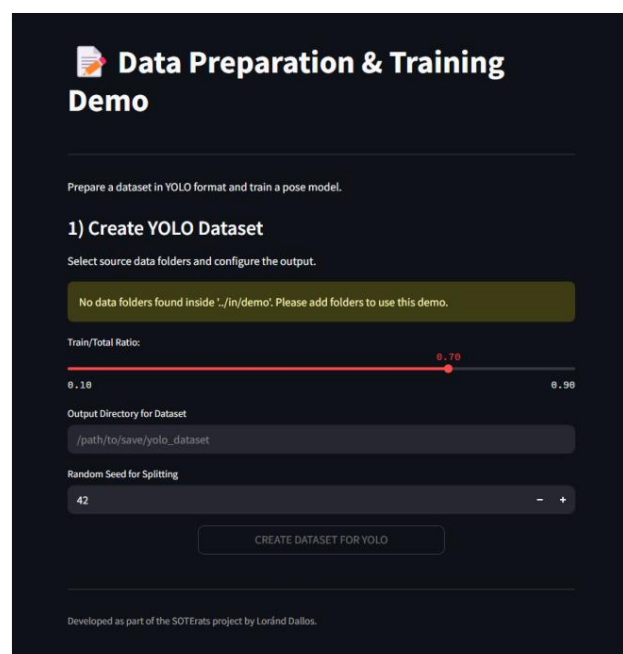 Data Preparation & Training
Demo
Prepare a dataset in YOLO format and train a pose model.
1) Create YOLO Dataset
Select source data folders and configure the output.
No data folders found inside '../in/demo'. Please add folders to use this demo.
Train/Total Ratio:
0.70
0.10 0.90
Output Directory for Dataset
/path/to/save/yolo_dataset
Random Seed for Splitting
42 − +
CREATE DATASET FOR YOLO
Developed as part of the SOTErats project by Loránd Dallos.